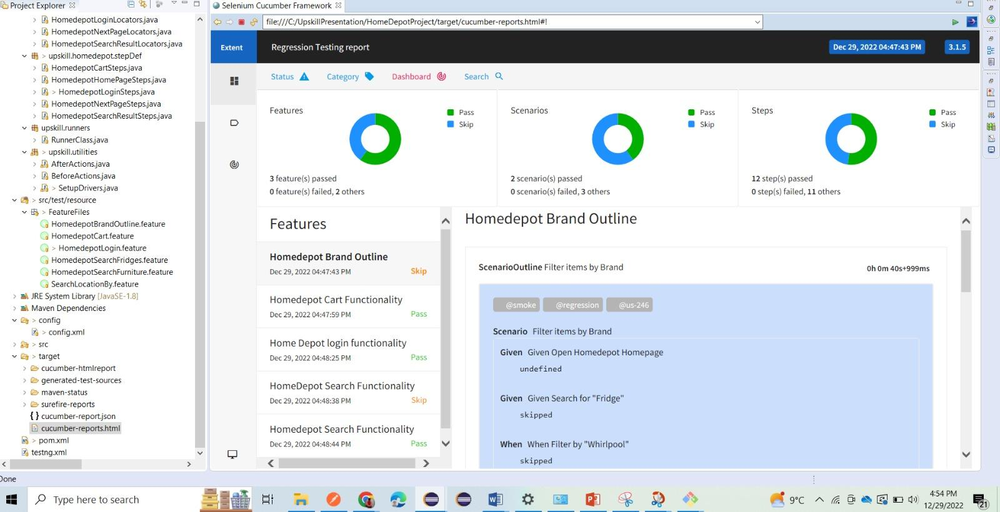 Project Explorer
HomedepotLoginLocators.java
HomedepotNextPageLocators.java
HomedepotSearchResultLocators.java
> upskill.homedepot.stepDef
HomedepotCartSteps.java
HomedepotHomePageSteps.java
> HomedepotLoginSteps.java
HomedepotNextPageSteps.java
HomedepotSearchResultSteps.java
upskill.runners
RunnerClass.java
> upskill.utilities
AfterActions.java
BeforeActions.java
> SetupDrivers.java
> src/test/resource
> FeatureFiles
HomedepotBrandOutline.feature
HomedepotCart.feature
> HomedepotLogin.feature
HomedepotSearchFridges.feature
HomedepotSearchFurniture.feature
SearchLocationBy.feature
JRE System Library [JavaSE-1.8]
Maven Dependencies
> config
> config.xml
> src
> target
cucumber-htmlreport
generated-test-sources
maven-status
surefire-reports
cucumber-report.json
cucumber-reports.html
> pom.xml
testng.xml
Selenium Cucumber Framework
file:///C:/UpskillPresentation/HomeDepotProject/target/cucumber-reports.html#!
Extent
Regression Testing report
Dec 29, 2022 04:47:43 PM
3.1.5
Status
Category
Dashboard
Search
Features
Pass
Skip
3 feature(s) passed
0 feature(s) failed, 2 others
Scenarios
Pass
Skip
2 scenario(s) passed
0 scenario(s) failed, 3 others
Steps
Pass
Skip
12 step(s) passed
0 step(s) failed, 11 others
Features
Homedepot Brand Outline
Dec 29, 2022 04:47:43 PM Skip
Homedepot Cart Functionality
Dec 29, 2022 04:47:59 PM Pass
Home Depot login functionality
Dec 29, 2022 04:48:25 PM Pass
HomeDepot Search Functionality
Dec 29, 2022 04:48:38 PM Skip
Homedepot Search Functionality
Dec 29, 2022 04:48:44 PM Pass
Homedepot Brand Outline
ScenarioOutline Filter items by Brand
0h 0m 40s+999ms
@smoke @regression @us-246
Scenario Filter items by Brand
Given Given Open Homedepot Homepage
undefined
Given Given Search for "Fridge"
skipped
When When Filter by "Whirlpool"
skipped
Done
Type here to search
9°C
4:54 PM
12/29/2022
21